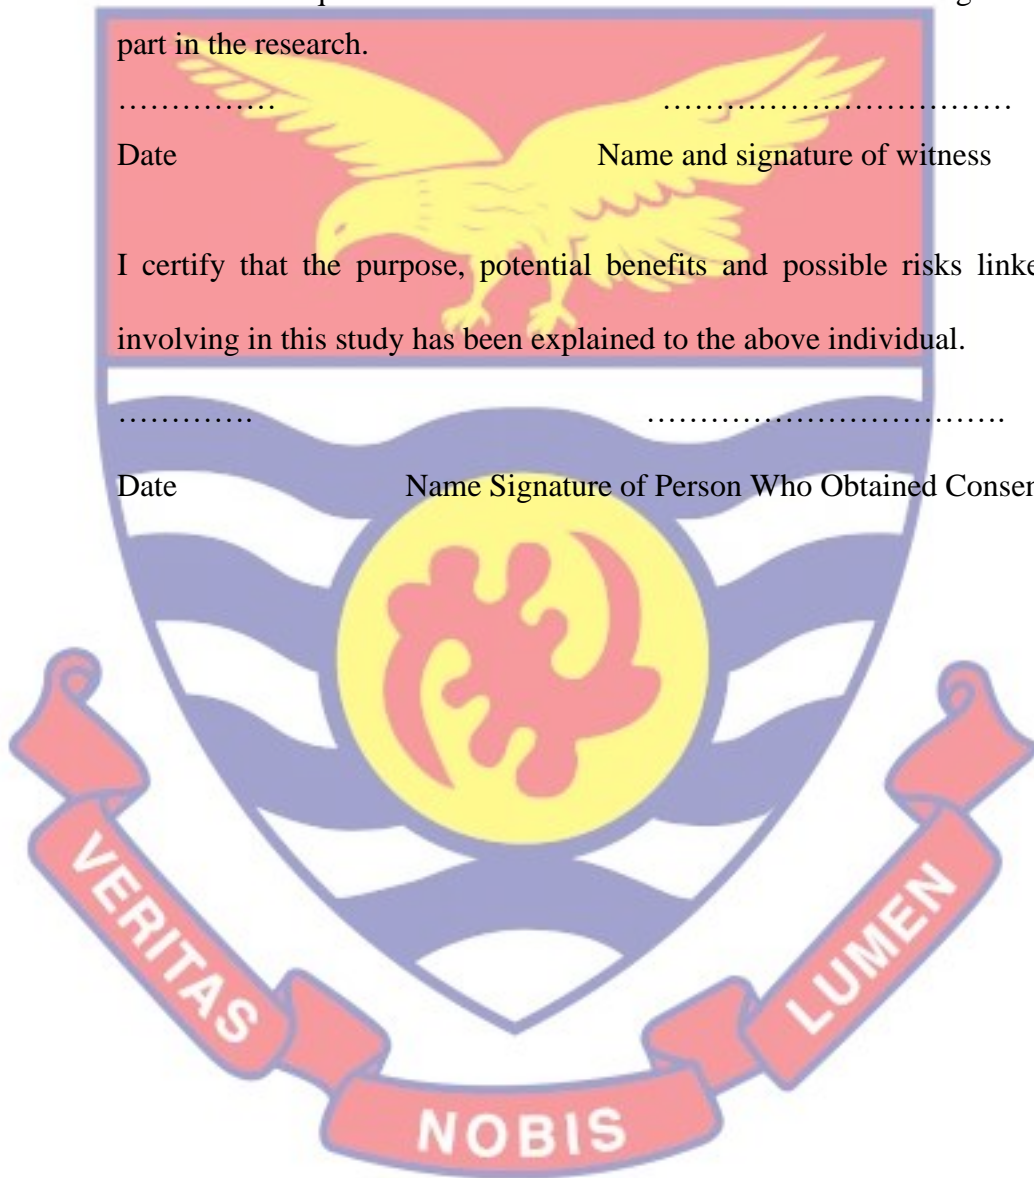 part in the research.
……………  ……………………………
Date  Name and signature of witness
I certify that the purpose, potential benefits and possible risks linke
involving in this study has been explained to the above individual.
………….  …………………………….
Date  Name Signature of Person Who Obtained Conser
VERITAS
NOBIS
LUMEN